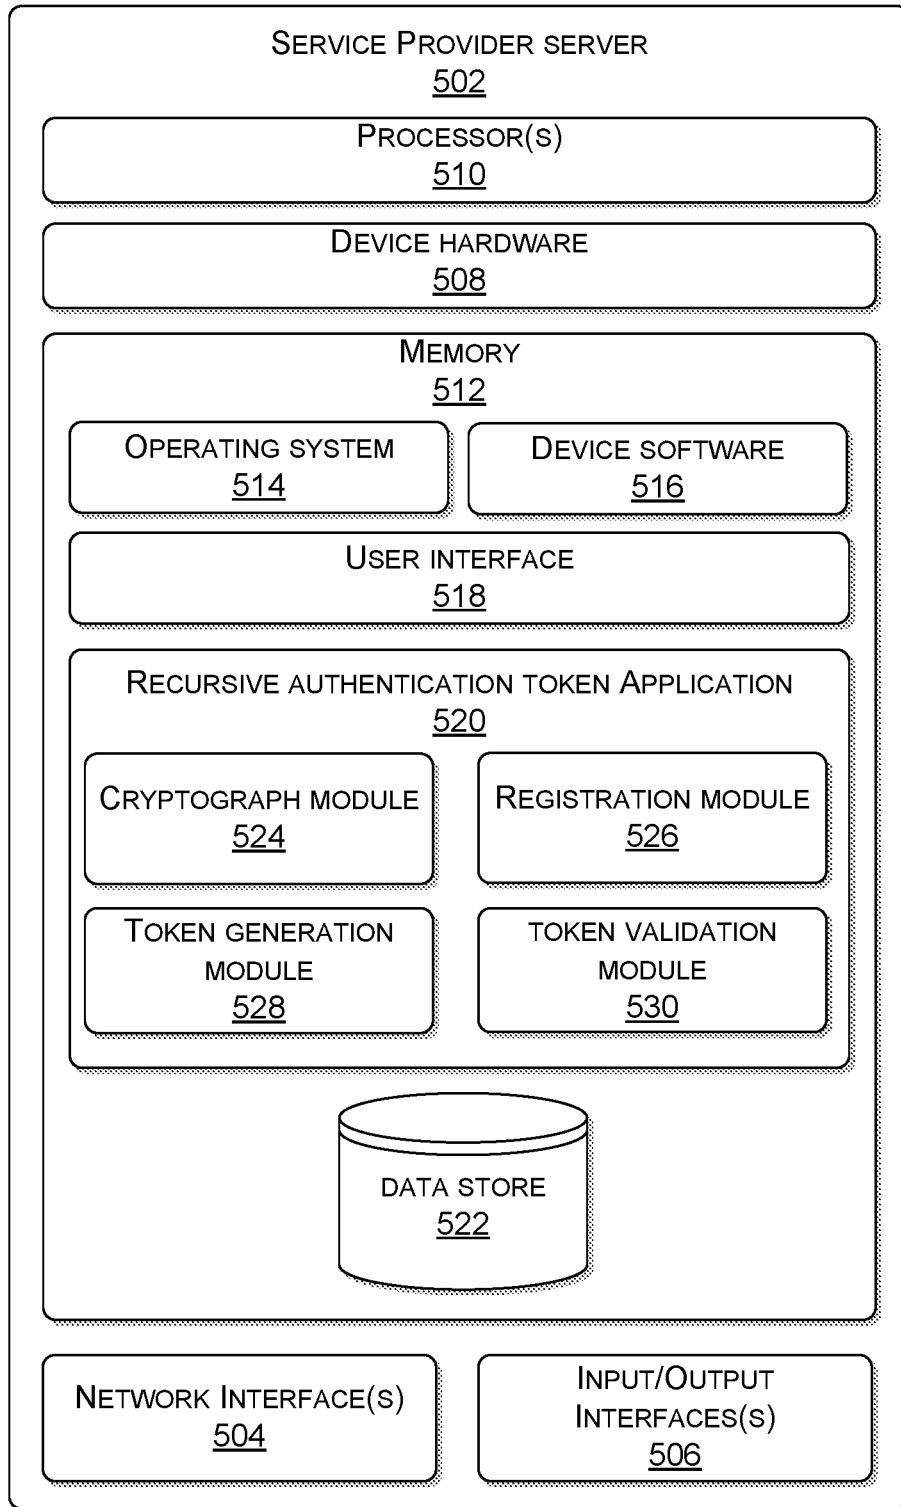 SERVICE PROVIDER SERVER
502
PROCESSOR(S)
510
DEVICE HARDWARE
508
MEMORY
512
OPERATING SYSTEM
514
DEVICE SOFTWARE
516
USER INTERFACE
518
RECURSIVE AUTHENTICATION TOKEN APPLICATION
520
CRYPTOGRAPH MODULE
524
REGISTRATION MODULE
526
TOKEN GENERATION
MODULE
528
TOKEN VALIDATION
MODULE
530
DATA STORE
522
NETWORK INTERFACE(S)
504
INPUT/OUTPUT
INTERFACES(S)
506